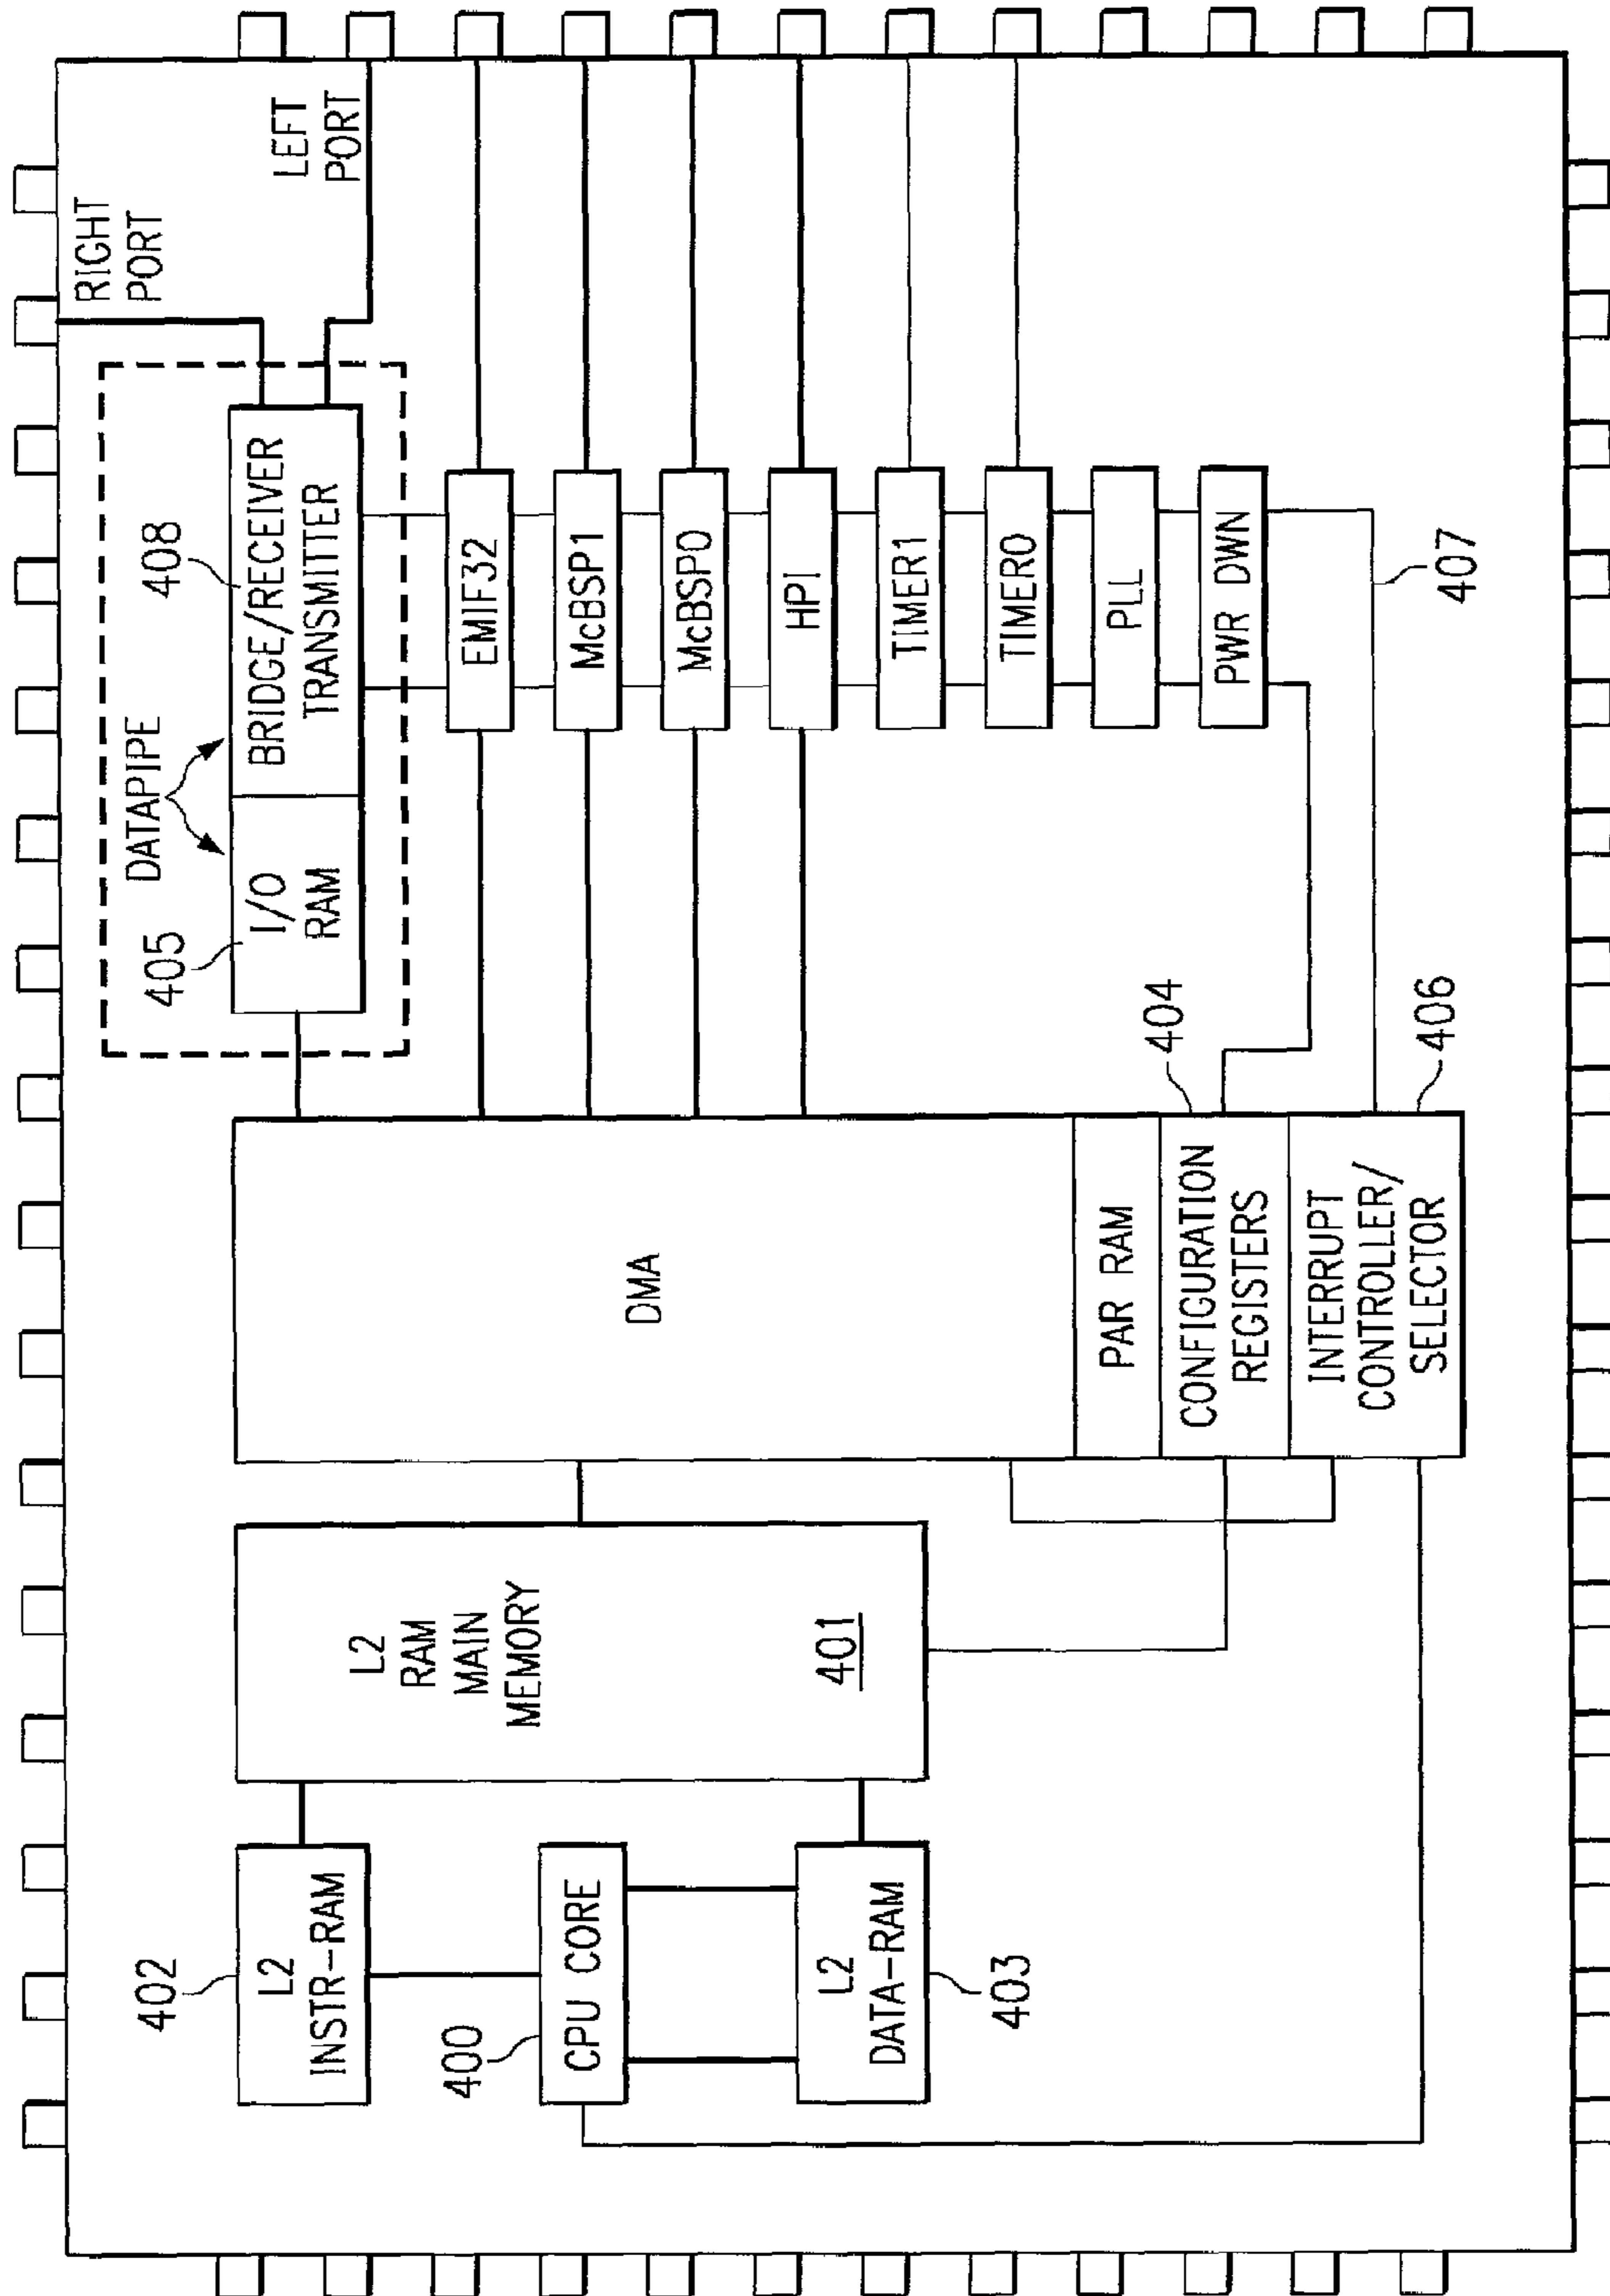 RIGHT
PORT
LEFT
PORT
DATAPIPE
405
408
I/O
RAM
BRIDGE/RECEIVER
TRANSMITTER
EMIF32
McBSP1
McBSP0
HPI
TIMER1
TIMER0
PLL
PWR DWN
407
DMA
PAR RAM
404
CONFIGURATION
REGISTERS
INTERRUPT
CONTROLLER/
SELECTOR
406
L2
RAM
MAIN
MEMORY
401
402
L2
INSTR-RAM
400
CPU CORE
L2
DATA-RAM
403